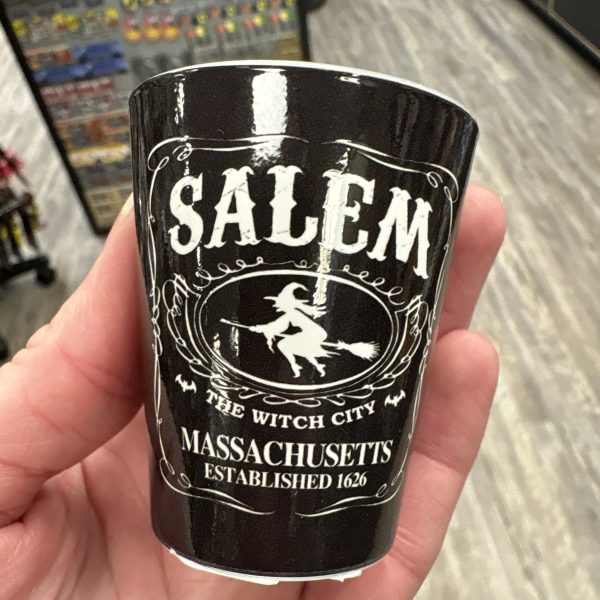 SALEM
THE WITCH CITY
MASSACHUSETTS
ESTABLISHED 1626